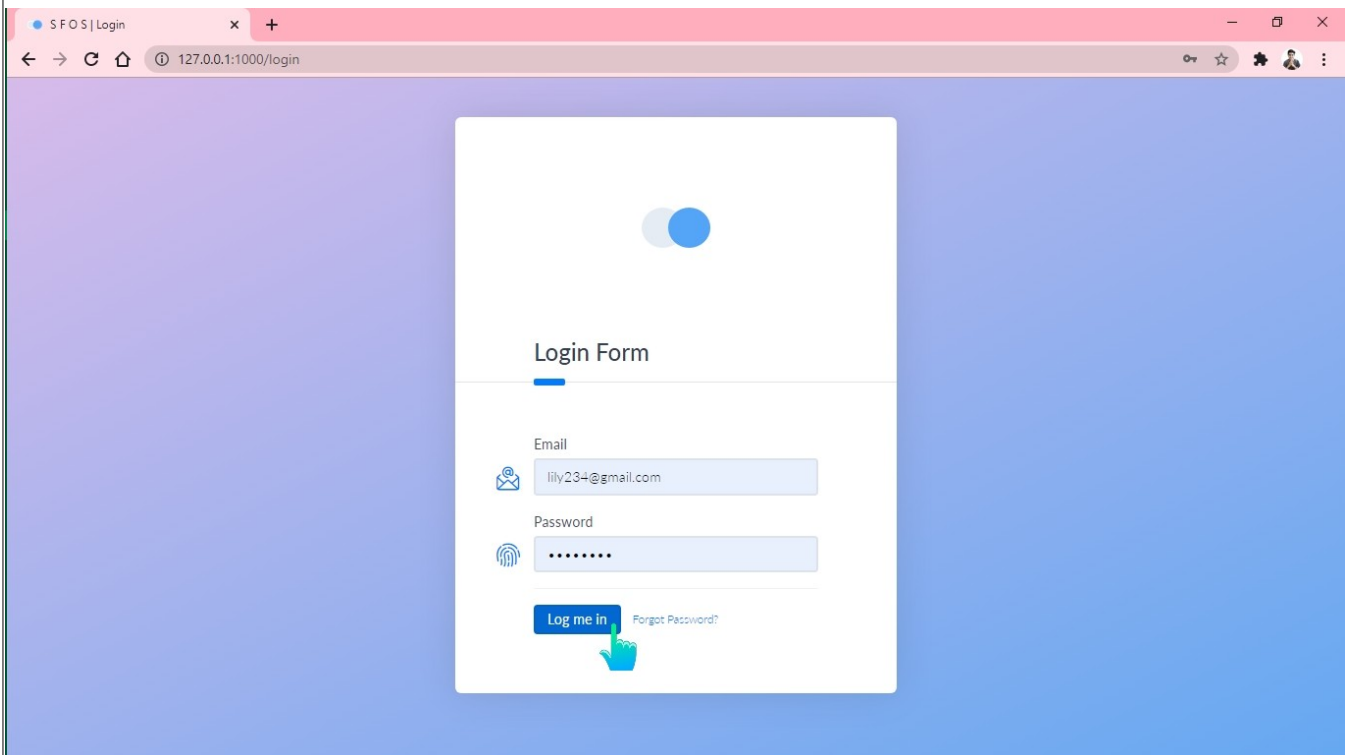 S F O S | Login
127.0.0.1:1000/login
Login Form
Email
lily234@gmail.com
Password
••••••••
Log me in Forgot Password?